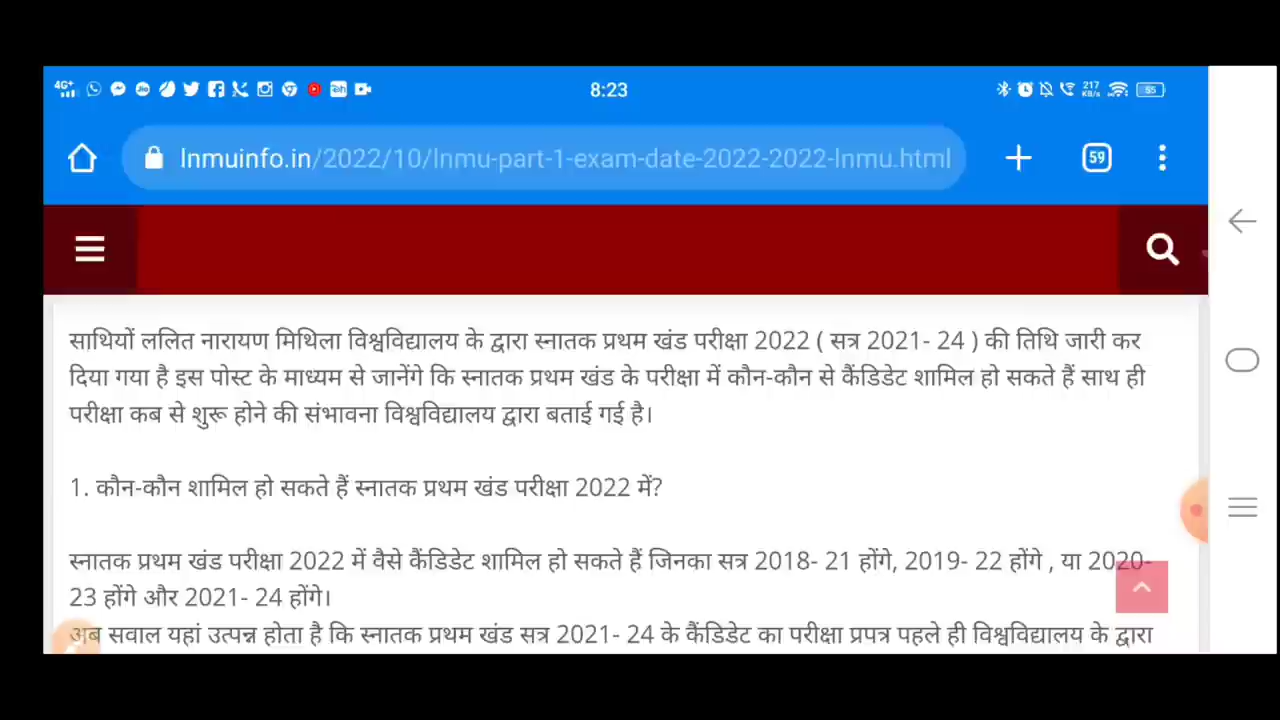 4G+
8:23
217
KB/s
55
lnmuinfo.in/2022/10/lnmu-part-1-exam-date-2022-2022-lnmu.html
59
साथियों ललित नारायण मिथिला विश्वविद्यालय के द्वारा स्नातक प्रथम खंड परीक्षा 2022 ( सत्र 2021- 24 ) की तिथि जारी कर
दिया गया है इस पोस्ट के माध्यम से जानेंगे कि स्नातक प्रथम खंड के परीक्षा में कौन-कौन से कैंडिडेट शामिल हो सकते हैं साथ ही
परीक्षा कब से शुरू होने की संभावना विश्वविद्यालय द्वारा बताई गई है।
1. कौन-कौन शामिल हो सकते हैं स्नातक प्रथम खंड परीक्षा 2022 में?
स्नातक प्रथम खंड परीक्षा 2022 में वैसे कैंडिडेट शामिल हो सकते हैं जिनका सत्र 2018- 21 होंगे, 2019- 22 होंगे , या 2020-
23 होंगे और 2021- 24 होंगे।
अब सवाल यहां उत्पन्न होता है कि स्नातक प्रथम खंड सत्र 2021- 24 के कैंडिडेट का परीक्षा प्रपत्र पहले ही विश्वविद्यालय के द्वारा